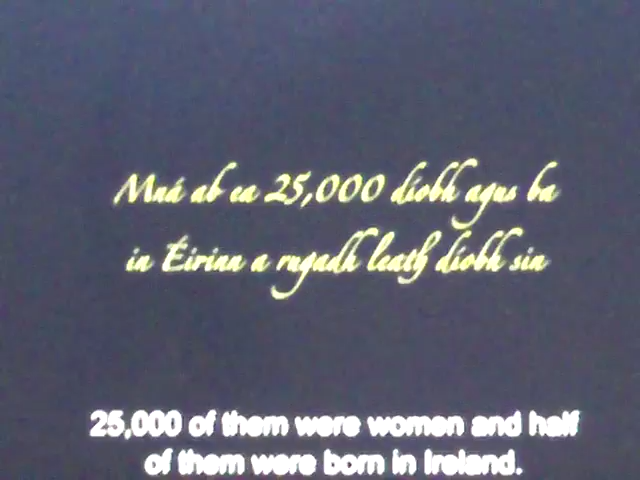 Mná ab ea 25,000 díobh agus ba
in Éirinn a rugadh leath díobh sin
25,000 of them were women and half
of them were born in Ireland.